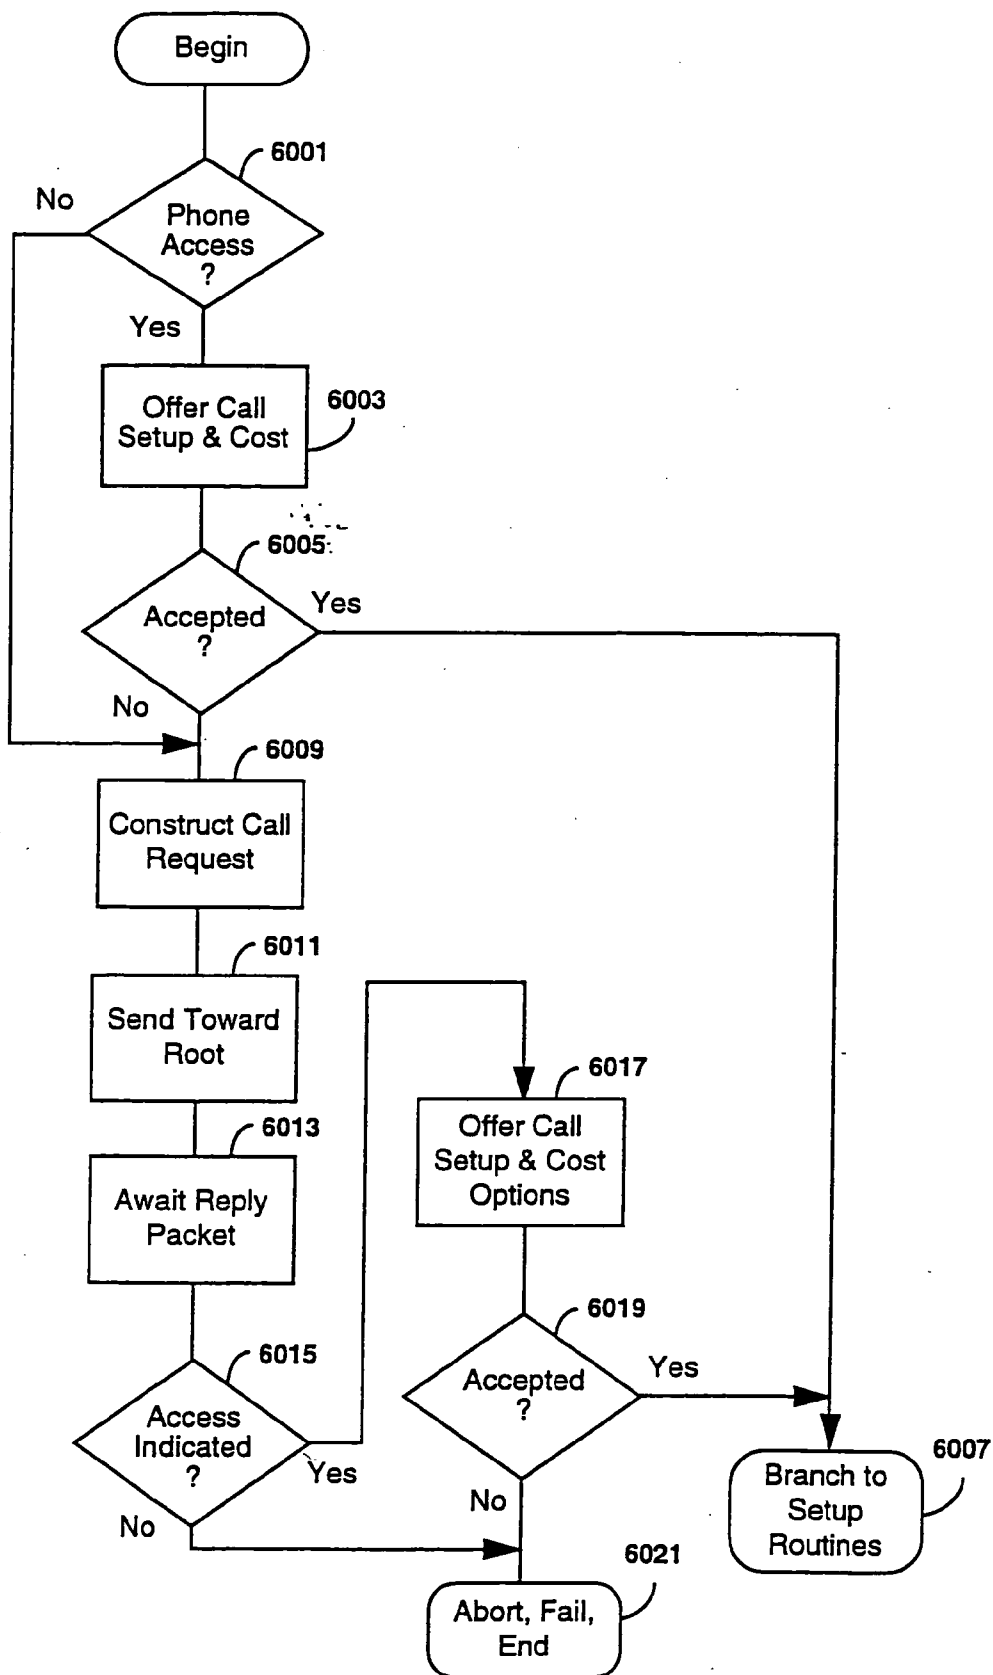 Begin
6001
No
Phone
Access
?
Yes
Offer Call
Setup & Cost
6003
6005
Accepted
?
Yes
No
6009
Construct Call
Request
6011
Send Toward
Root
6013
Await Reply
Packet
6015
Access
Indicated
?
Yes
No
6017
Offer Call
Setup & Cost
Options
6019
Accepted
?
Yes
No
6007
Branch to
Setup
Routines
6021
Abort, Fail,
End